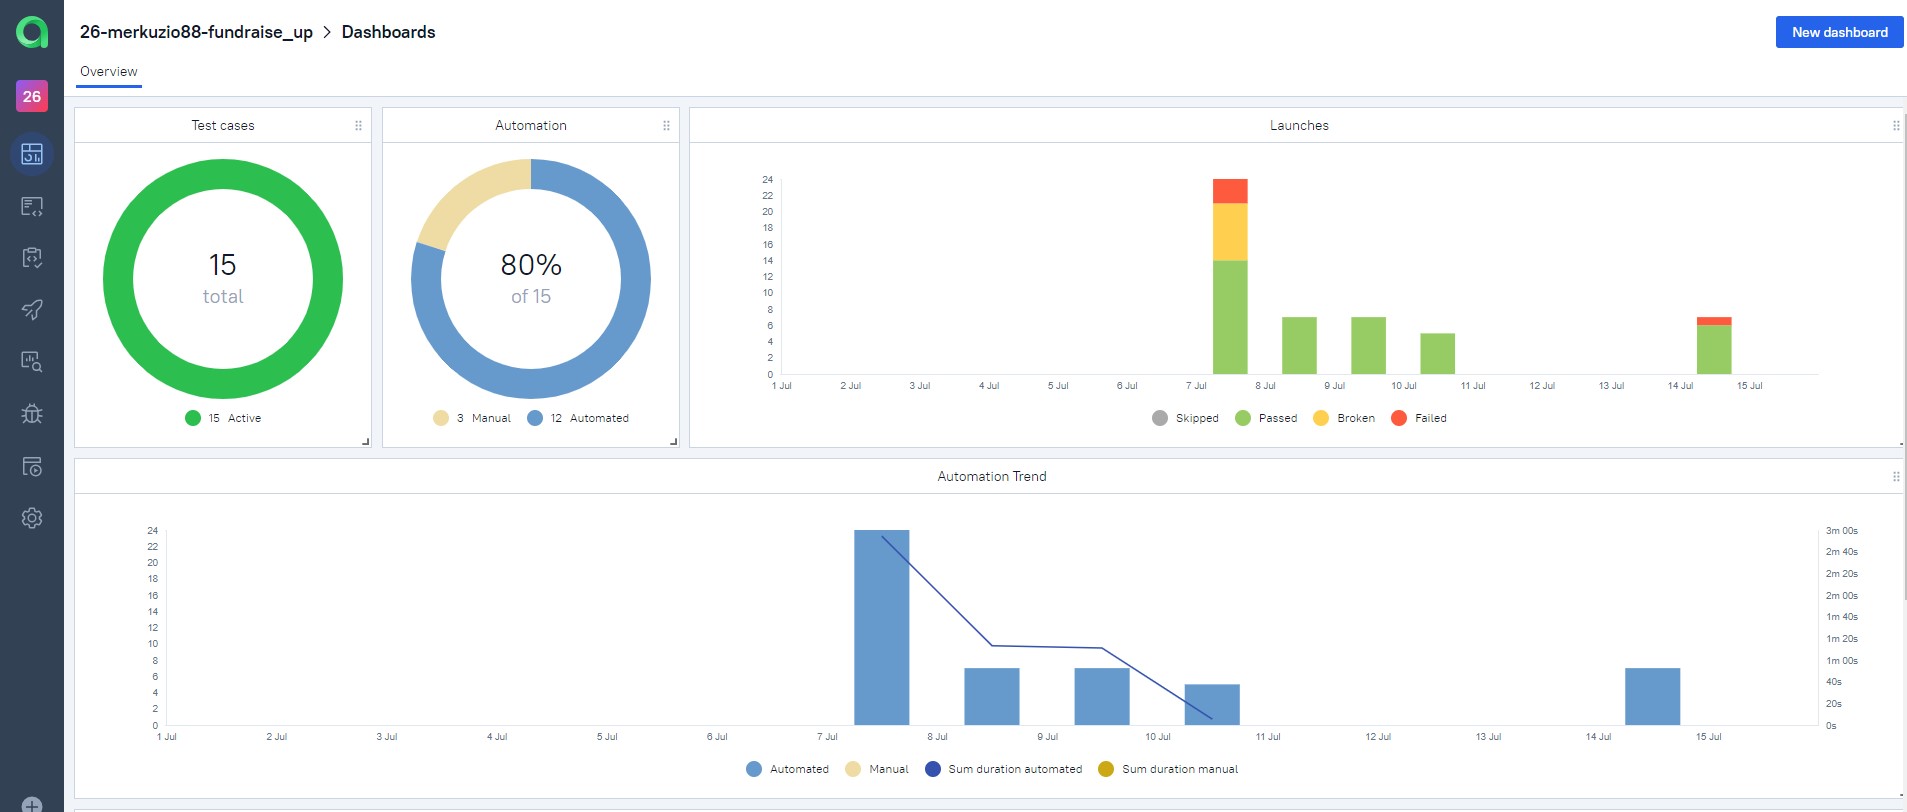 26-merkuzio88-fundraise_up > Dashboards
New dashboard
26
Overview
Test cases
15
total
15 Active
Automation
80%
of 15
3 Manual 12 Automated
Launches
24
22
20
18
16
14
12
10
8
6
4
2
0
1 Jul 2 Jul 3 Jul 4 Jul 5 Jul 6 Jul 7 Jul 8 Jul 9 Jul 10 Jul 11 Jul 12 Jul 13 Jul 14 Jul 15 Jul
Skipped Passed Broken Failed
Automation Trend
24
22
20
18
16
14
12
10
8
6
4
2
0
3m 00s
2m 40s
2m 20s
2m 00s
1m 40s
1m 20s
1m 00s
40s
20s
0s
1 Jul 2 Jul 3 Jul 4 Jul 5 Jul 6 Jul 7 Jul 8 Jul 9 Jul 10 Jul 11 Jul 12 Jul 13 Jul 14 Jul 15 Jul
Automated Manual Sum duration automated Sum duration manual